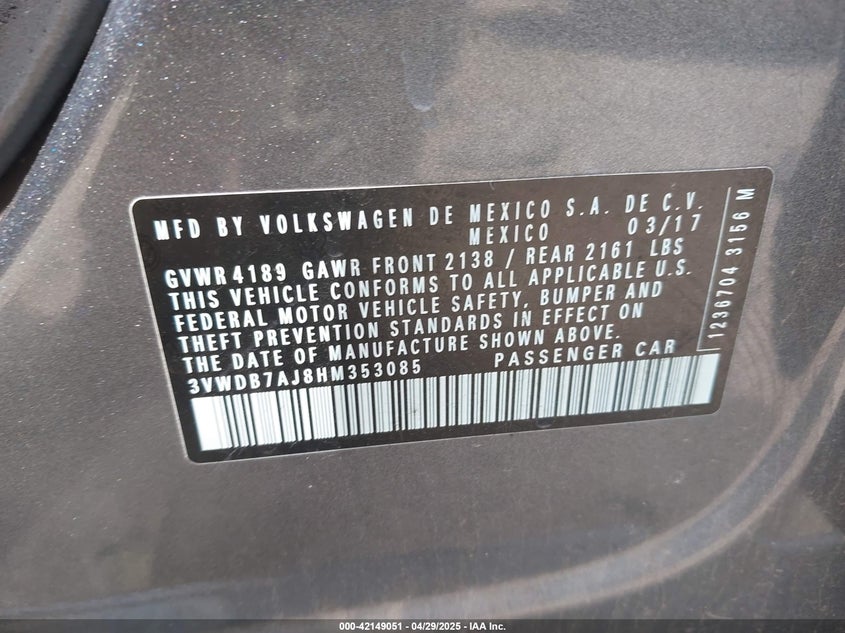 MFD BY VOLKSWAGEN DE MEXICO S.A. DE C.V.
MEXICO 03/17
GVWR 4189 GAWR FRONT 2138 / REAR 2161 LBS
THIS VEHICLE CONFORMS TO ALL APPLICABLE U.S.
FEDERAL MOTOR VEHICLE SAFETY, BUMPER AND
THEFT PREVENTION STANDARDS IN EFFECT ON
THE DATE OF MANUFACTURE SHOWN ABOVE.
3VWDB7AJ8HM353085 PASSENGER CAR
1236704 3156 M
000-42149051 - 04/29/2025 - IAA Inc.